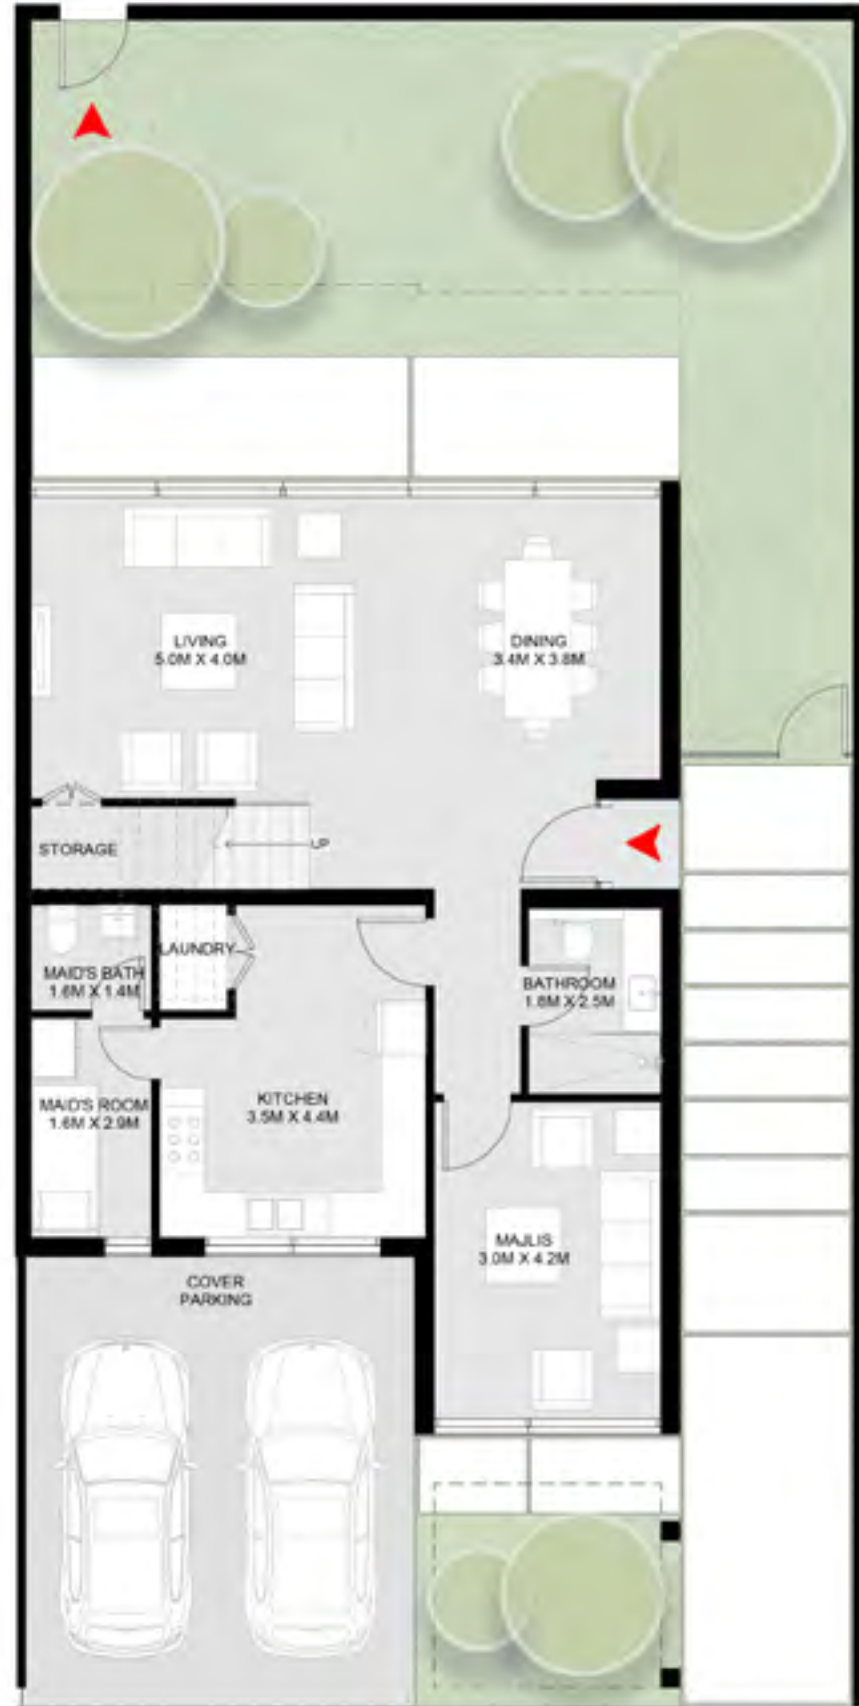 LIVING
5.0M X 4.0M
DINING
3.4M X 3.8M
STORAGE
UP
MAID'S BATH
1.6M X 1.4M
LAUNDRY
BATHROOM
1.8M X 2.5M
MAID'S ROOM
1.6M X 2.9M
KITCHEN
3.5M X 4.4M
MAJLIS
3.0M X 4.2M
COVER
PARKING